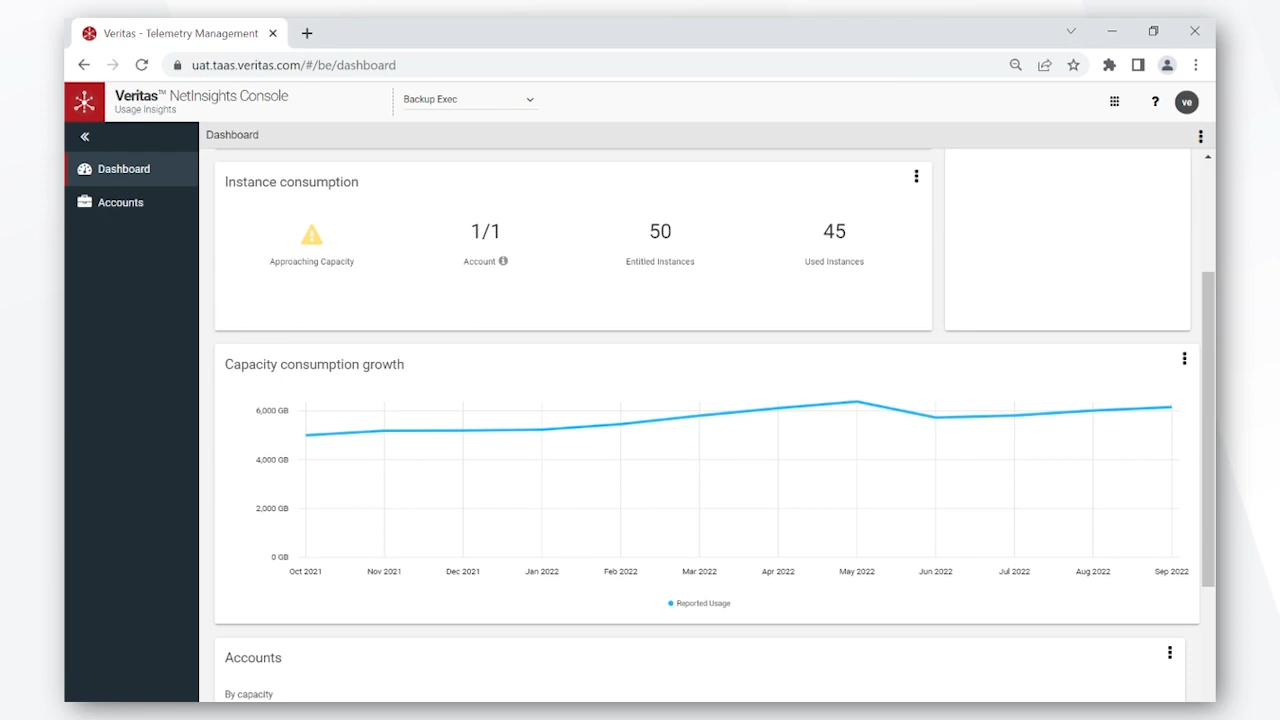 Veritas - Telemetry Management
uat.taas.veritas.com/#/be/dashboard
Veritas™ NetInsights Console
Usage Insights
Backup Exec
?
ve
Dashboard
Dashboard
Accounts
Instance consumption
1/1
50
45
Approaching Capacity
Account
Entitled Instances
Used Instances
Capacity consumption growth
6,000 GB
4,000 GB
2,000 GB
0 GB
Oct 2021 Nov 2021 Dec 2021 Jan 2022 Feb 2022 Mar 2022 Apr 2022 May 2022 Jun 2022 Jul 2022 Aug 2022 Sep 2022
Reported Usage
Accounts
By capacity